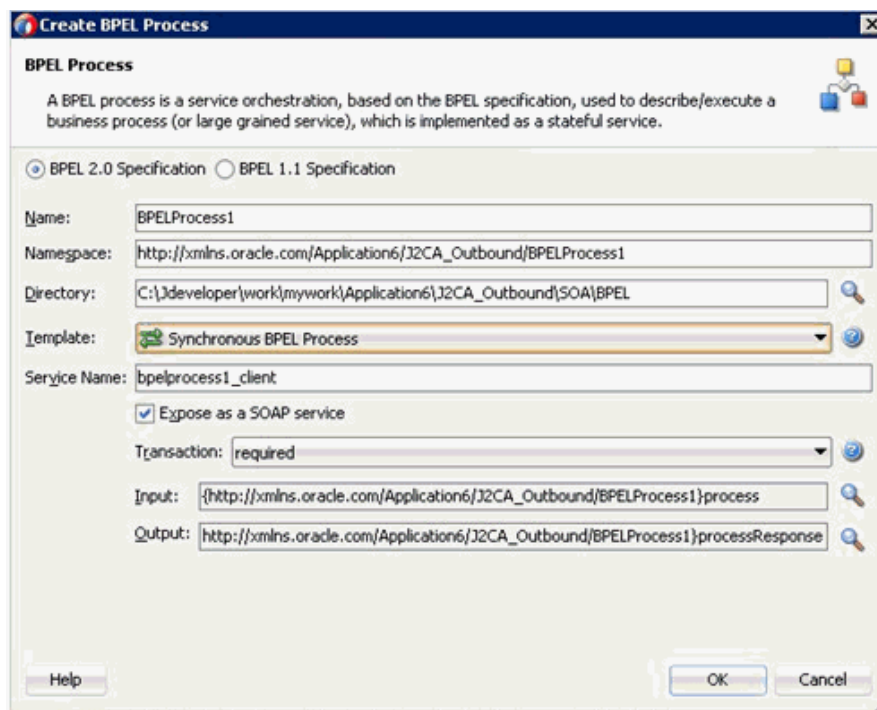 Create BPEL Process
BPEL Process
A BPEL process is a service orchestration, based on the BPEL specification, used to describe/execute a
business process (or large grained service), which is implemented as a stateful service.
BPEL 2.0 Specification BPEL 1.1 Specification
Name: BPELProcess1
Namespace: http://xmlns.oracle.com/Application6/J2CA_Outbound/BPELProcess1
Directory: C:\Jdeveloper\work\mywork\Application6\J2CA_Outbound\SOA\BPEL
Template: Synchronous BPEL Process
Service Name: bpelprocess1_client
Expose as a SOAP service
Transaction: required
Input: {http://xmlns.oracle.com/Application6/J2CA_Outbound/BPELProcess1}process
Output: http://xmlns.oracle.com/Application6/J2CA_Outbound/BPELProcess1}processResponse
Help OK Cancel